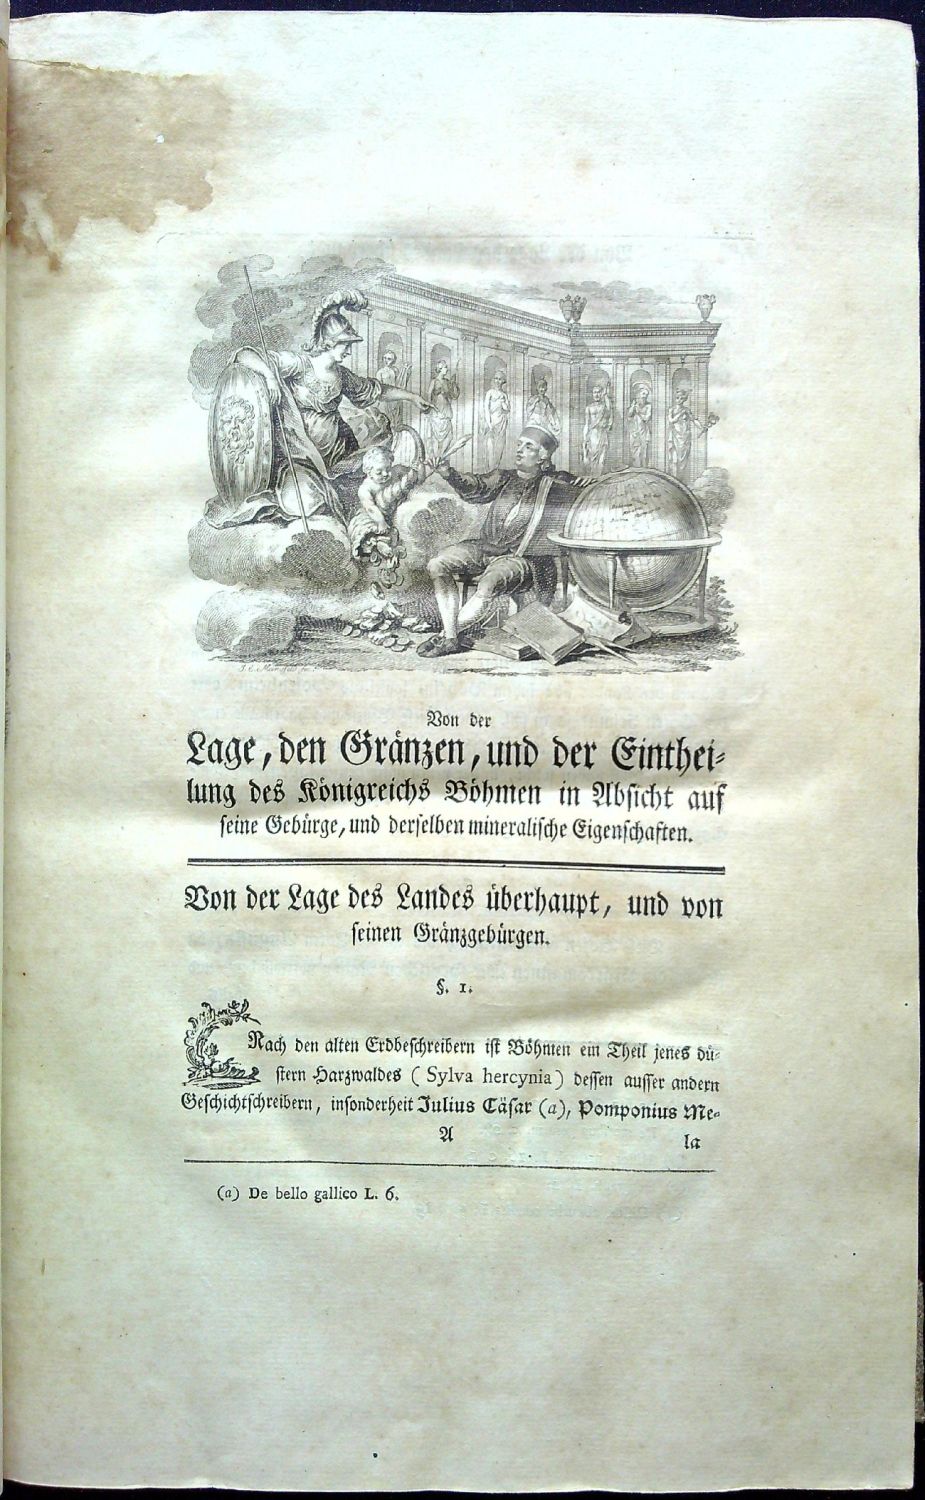 Von der
Lage, den Gränzen, und der Einthei-
lung des Königreichs Böhmen in Absicht auf
seine Gebürge, und derselben mineralische Eigenschaften.
Von der Lage des Landes überhaupt, und von
seinen Gränzgebürgen.
§. 1.
Nach den alten Erdbeschreibern ist Böhmen ein Theil jenes dü-
stern Harzwaldes (Sylva hercynia) dessen ausser andern
Geschichtschreibern, insonderheit Julius Cäsar (a), Pomponius Me-
A
la
(a) De bello gallico L. 6.